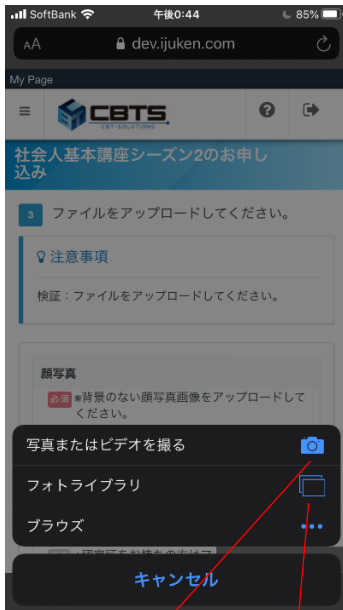 SoftBank 午後0:44 85%
AA dev.ijuken.com
My Page
CBTS.
CBT-SOLUTIONS
社会人基本講座シーズン2のお申し
込み
3 ファイルをアップロードしてください。
注意事項
検証：ファイルをアップロードしてください。
顔写真
必須 *背景のない顔写真画像をアップロードして
ください。
写真またはビデオを撮る
フォトライブラリ
ブラウズ
キャンセル